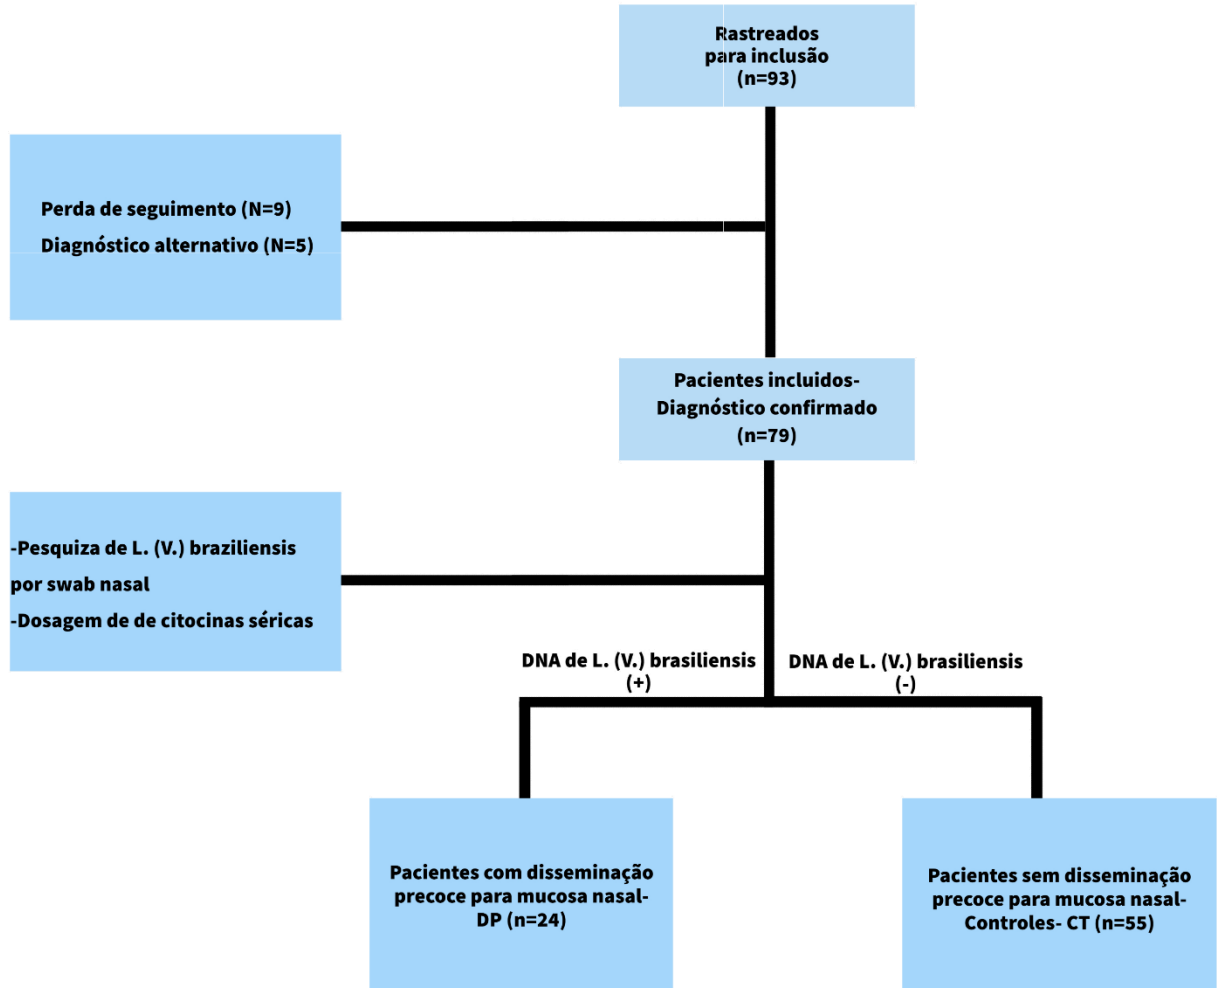 Rastreados
para inclusão
(n=93)
Perda de seguimento (N=9)
Diagnóstico alternativo (N=5)
Pacientes incluidos-
Diagnóstico confirmado
(n=79)
-Pesquiza de L. (V.) braziliensis
por swab nasal
-Dosagem de de citocinas séricas
DNA de L. (V.) brasiliensis
(+)
DNA de L. (V.) brasiliensis
(-)
Pacientes com disseminação
precoce para mucosa nasal-
DP (n=24)
Pacientes sem disseminação
precoce para mucosa nasal-
Controles- CT (n=55)